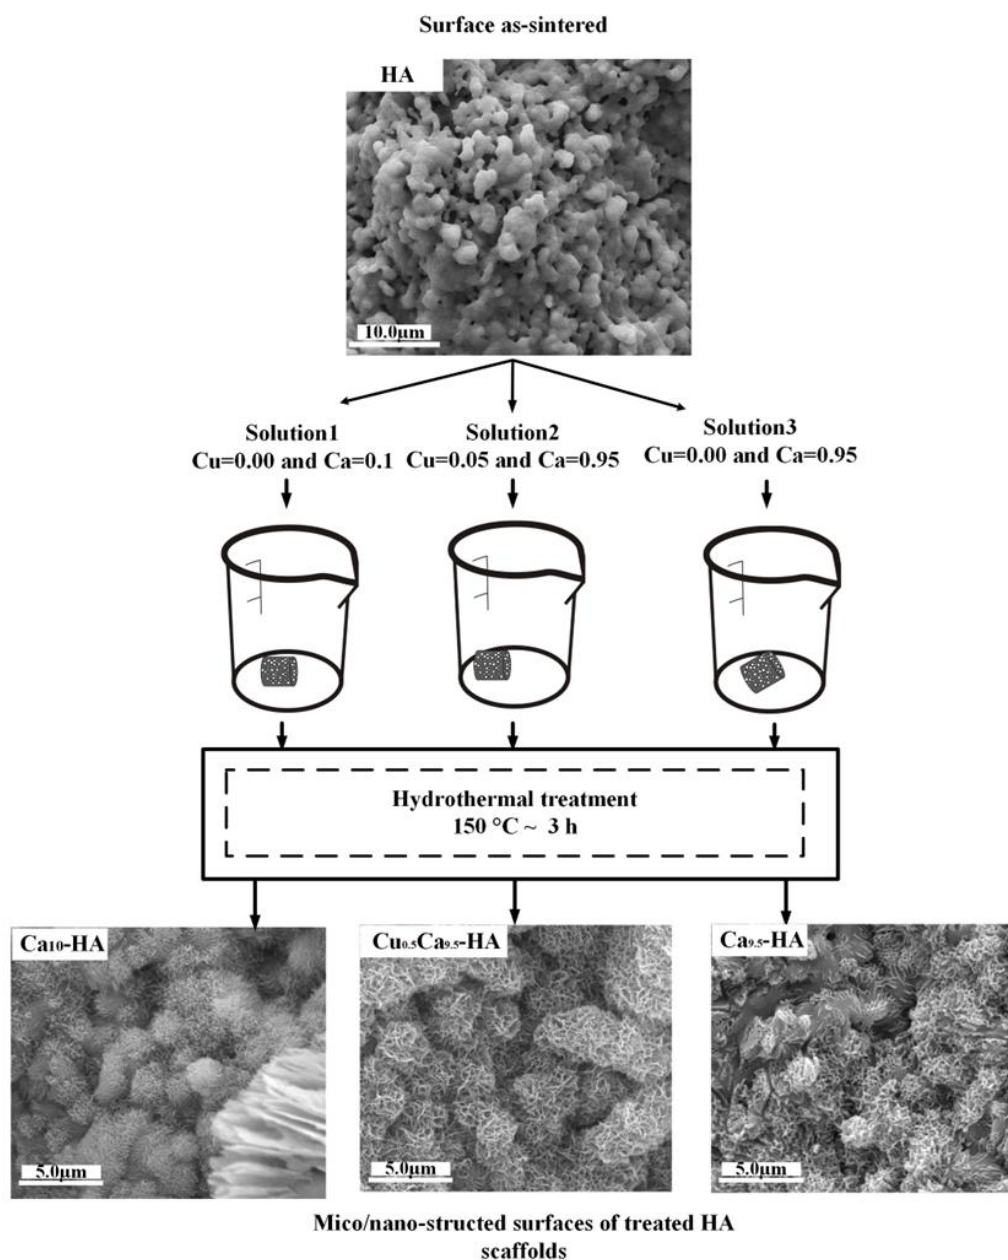 Surface as-sintered
HA
10.0μm
Solution1
Cu=0.00 and Ca=0.1
Solution2
Cu=0.05 and Ca=0.95
Solution3
Cu=0.00 and Ca=0.95
Hydrothermal treatment
150 °C ~ 3 h
Ca₁₀-HA
5.0μm
Cu₀.₅Ca₉.₅-HA
5.0μm
Ca₉.₅-HA
5.0μm
Mico/nano-structed surfaces of treated HA
scaffolds